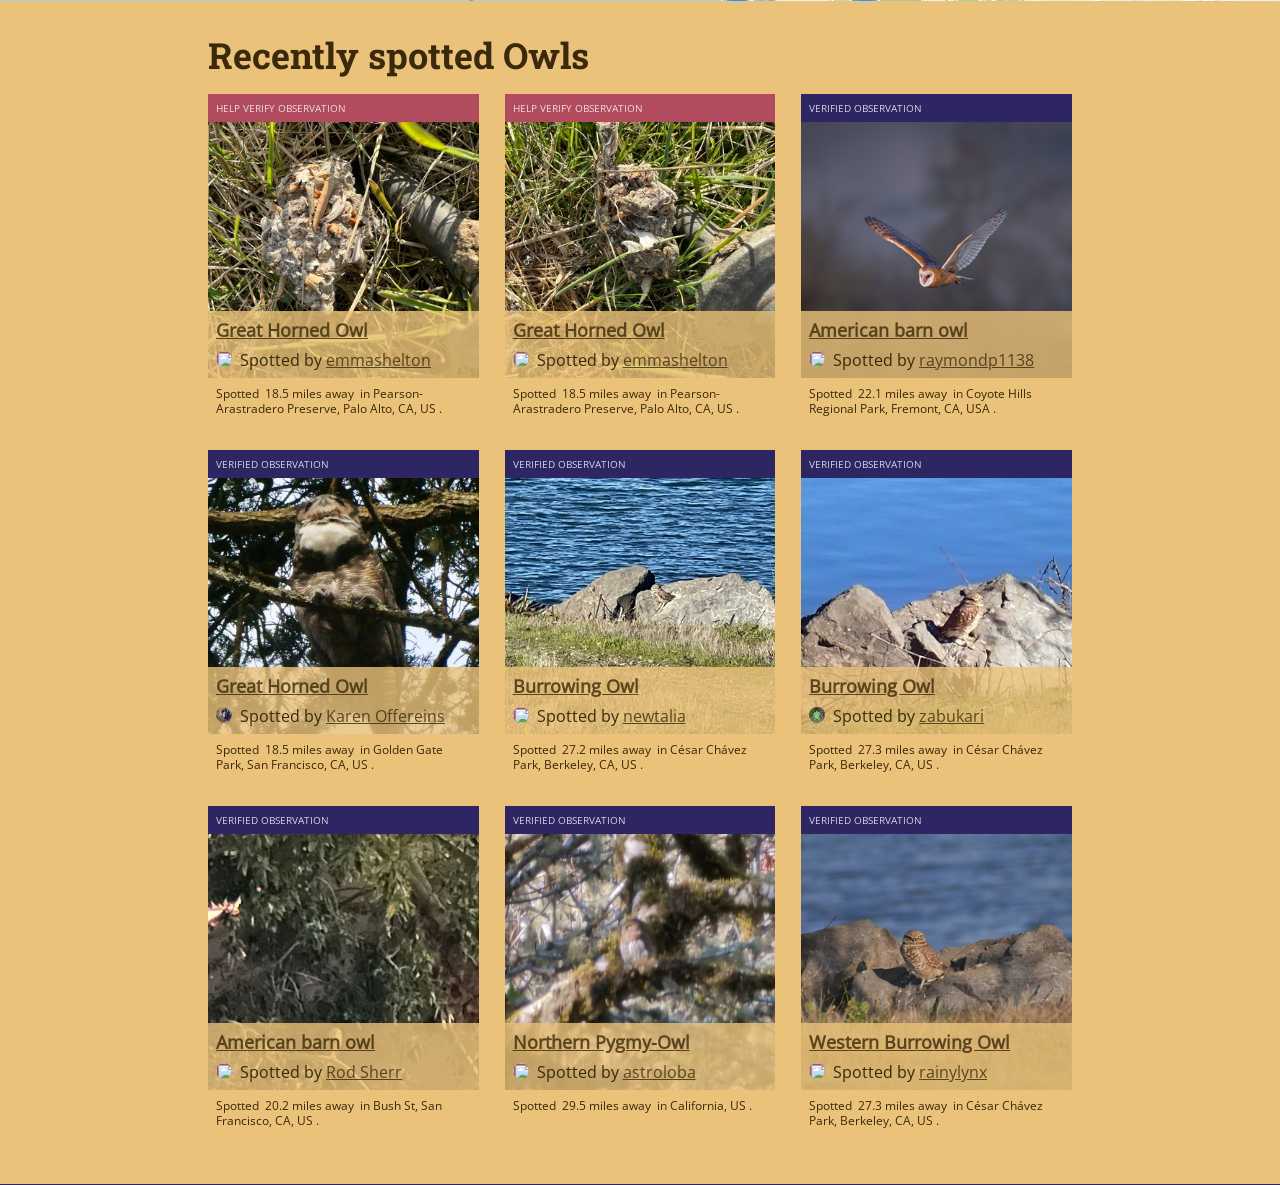 Recently spotted Owls
HELP VERIFY OBSERVATION
Great Horned Owl
Spotted by emmashelton
Spotted 18.5 miles away in Pearson-
Arastradero Preserve, Palo Alto, CA, US .
HELP VERIFY OBSERVATION
Great Horned Owl
Spotted by emmashelton
Spotted 18.5 miles away in Pearson-
Arastradero Preserve, Palo Alto, CA, US .
VERIFIED OBSERVATION
American barn owl
Spotted by raymondp1138
Spotted 22.1 miles away in Coyote Hills
Regional Park, Fremont, CA, USA .
VERIFIED OBSERVATION
Great Horned Owl
Spotted by Karen Offereins
Spotted 18.5 miles away in Golden Gate
Park, San Francisco, CA, US .
VERIFIED OBSERVATION
Burrowing Owl
Spotted by newtalia
Spotted 27.2 miles away in César Chávez
Park, Berkeley, CA, US .
VERIFIED OBSERVATION
Burrowing Owl
Spotted by zabukari
Spotted 27.3 miles away in César Chávez
Park, Berkeley, CA, US .
VERIFIED OBSERVATION
American barn owl
Spotted by Rod Sherr
Spotted 20.2 miles away in Bush St, San
Francisco, CA, US .
VERIFIED OBSERVATION
Northern Pygmy-Owl
Spotted by astroloba
Spotted 29.5 miles away in California, US .
VERIFIED OBSERVATION
Western Burrowing Owl
Spotted by rainylynx
Spotted 27.3 miles away in César Chávez
Park, Berkeley, CA, US .